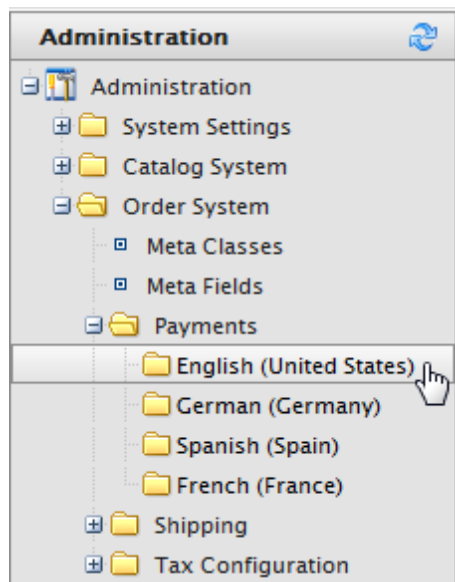 Administration
Administration
System Settings
Catalog System
Order System
Meta Classes
Meta Fields
Payments
English (United States)
German (Germany)
Spanish (Spain)
French (France)
Shipping
Tax Configuration